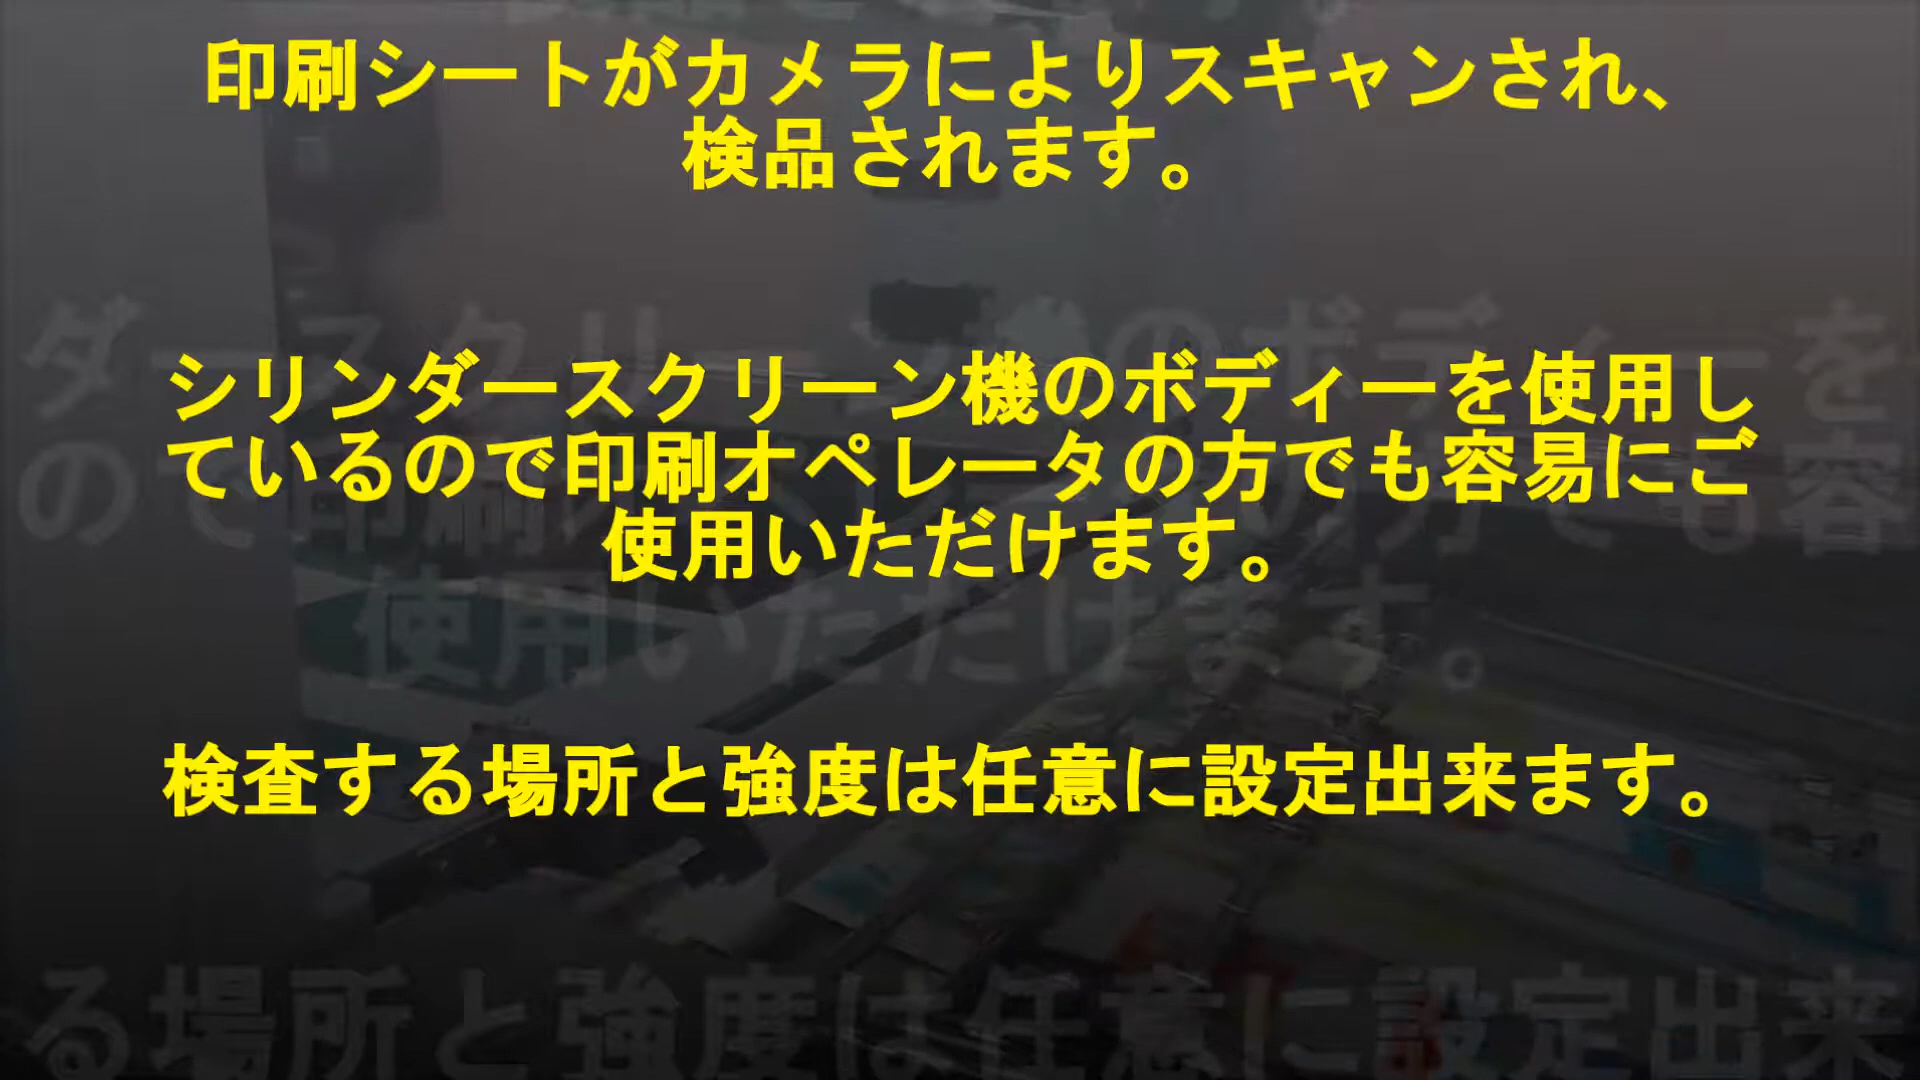 印刷シートがカメラによりスキャンされ、
検品されます。
シリンダースクリーン機のボディーを使用し
ているので印刷オペレータの方でも容易にご
使用いただけます。
検査する場所と強度は任意に設定出来ます。